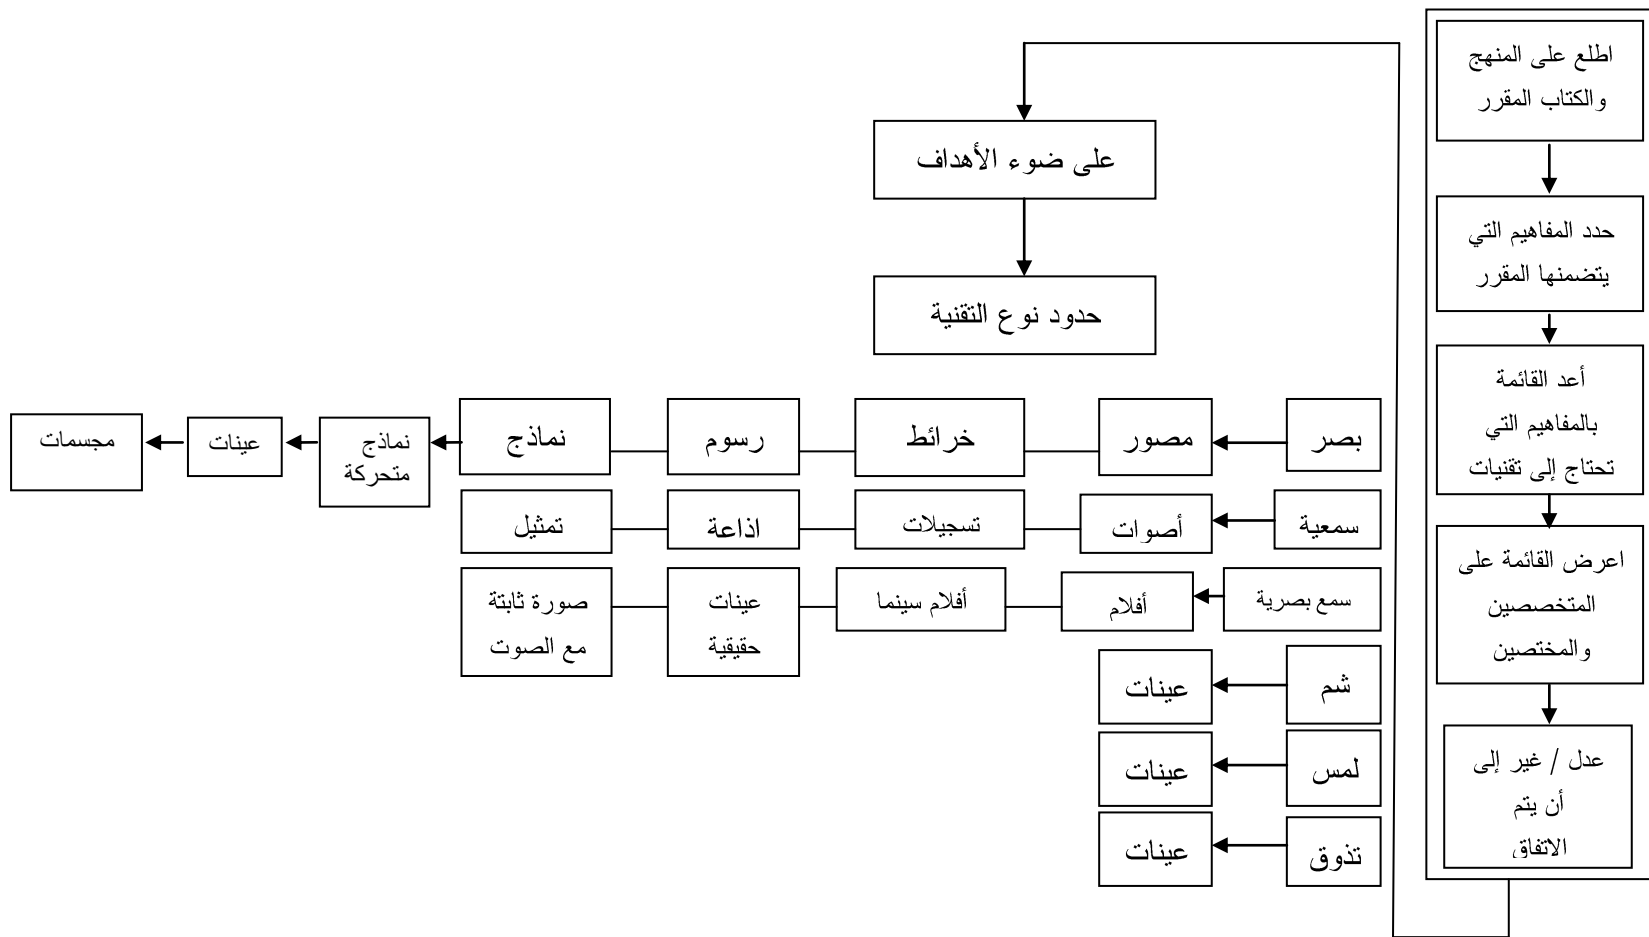 اطلع على المنهج
والكتاب المقرر
حدد المفاهيم التي
يتضمنها المقرر
أعد القائمة
بالمفاهيم التي
تحتاج إلى تقنيات
اعرض القائمة على
المتخصصين
والمختصين
عدل / غير إلى
أن يتم
الاتفاق
على ضوء الأهداف
حدود نوع التقنية
بصر
مصور
خرائط
رسوم
نماذج
نماذج
متحركة
عينات
مجسمات
سمعية
أصوات
تسجيلات
اذاعة
تمثيل
سمع بصرية
أفلام
أفلام سينما
عينات
حقيقية
صورة ثابتة
مع الصوت
شم
عينات
لمس
عينات
تذوق
عينات